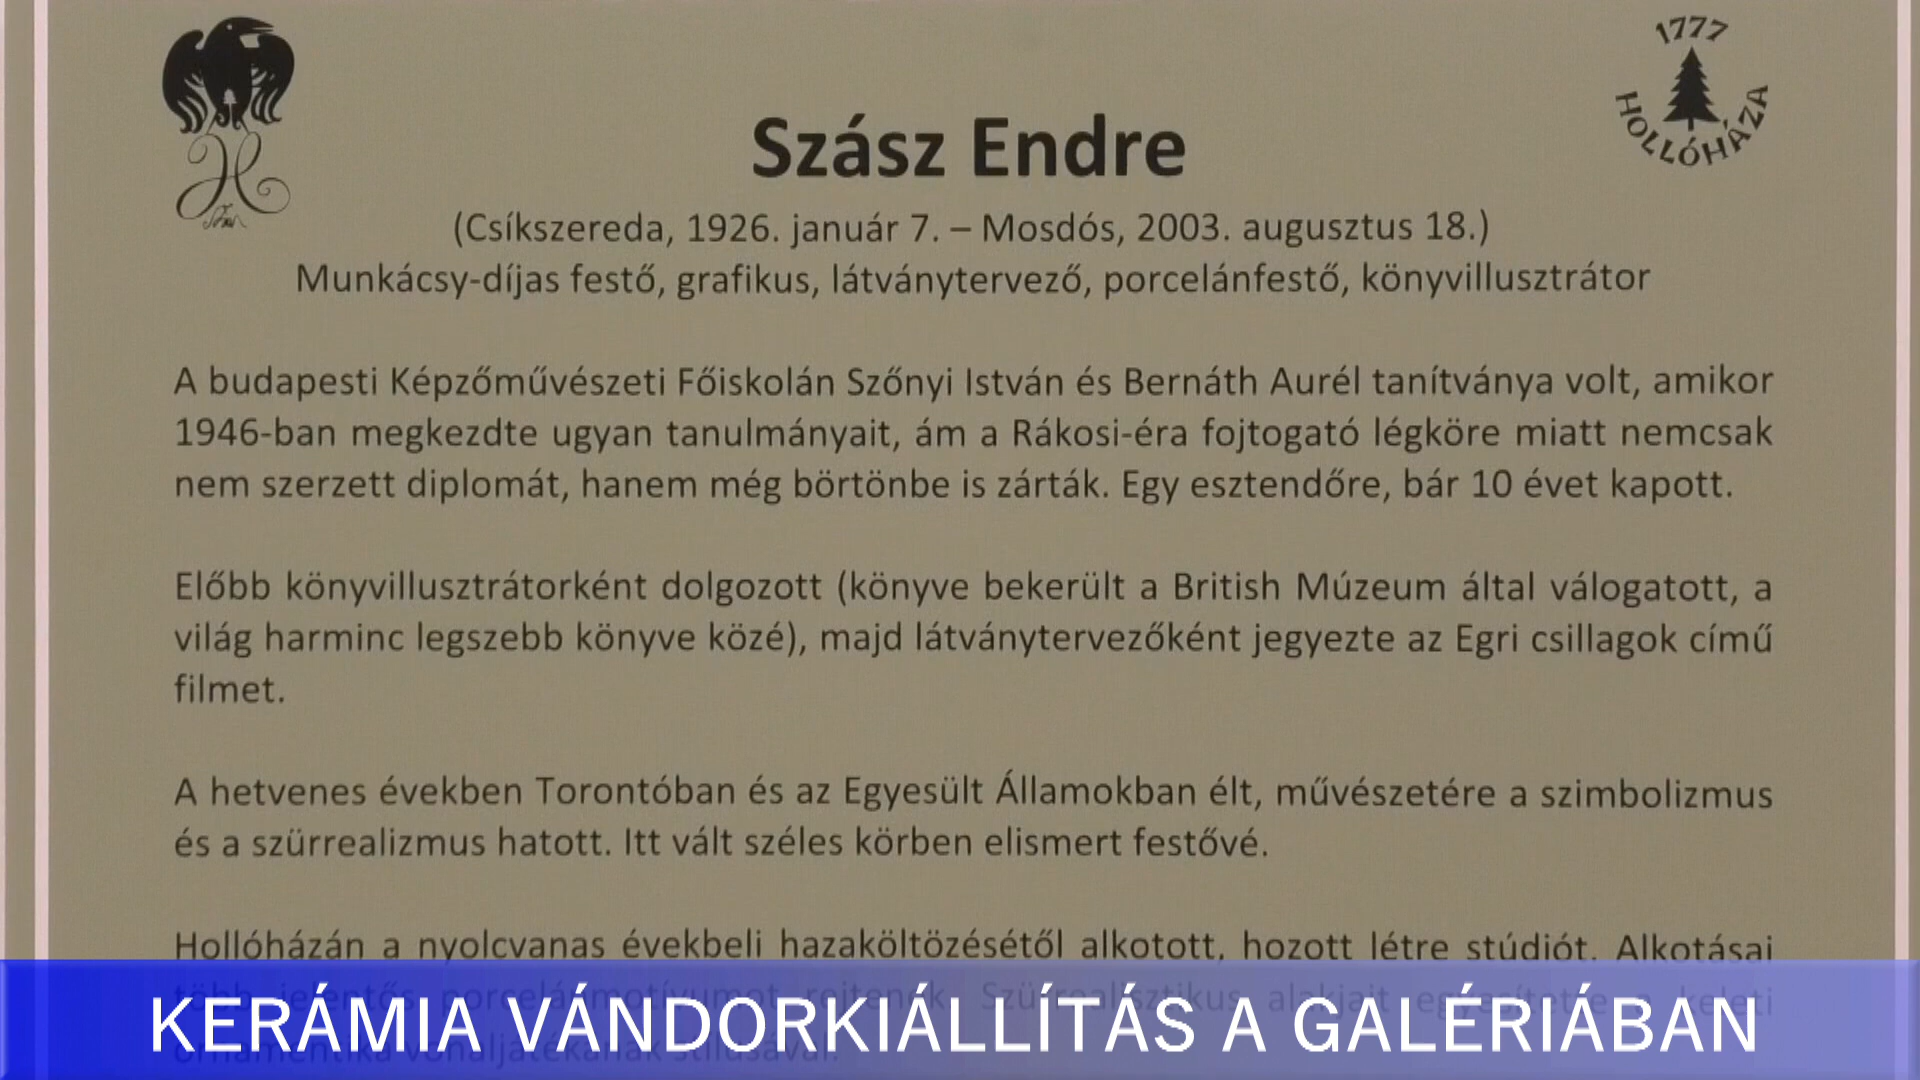 1777
HOLLÓHÁZA
Szász Endre
(Csíkszereda, 1926. január 7. – Mosdós, 2003. augusztus 18.)
Munkácsy-díjas festő, grafikus, látványtervező, porcelánfestő, könyvillusztrátor
A budapesti Képzőművészeti Főiskolán Szőnyi István és Bernáth Aurél tanítványa volt, amikor
1946-ban megkezdte ugyan tanulmányait, ám a Rákosi-éra fojtogató légköre miatt nemcsak
nem szerzett diplomát, hanem még börtönbe is zárták. Egy esztendőre, bár 10 évet kapott.
Előbb könyvillusztrátorként dolgozott (könyve bekerült a British Múzeum által válogatott, a
világ harminc legszebb könyve közé), majd látványtervezőként jegyezte az Egri csillagok című
filmet.
A hetvenes években Torontóban és az Egyesült Államokban élt, művészetére a szimbolizmus
és a szürrealizmus hatott. Itt vált széles körben elismert festővé.
Hollóházán a nyolcvanas évekbeli hazaköltözésétől alkotott, hozott létre stúdiót. Alkotásai
KERÁMIA VÁNDORKIÁLLÍTÁS A GALÉRIÁBAN